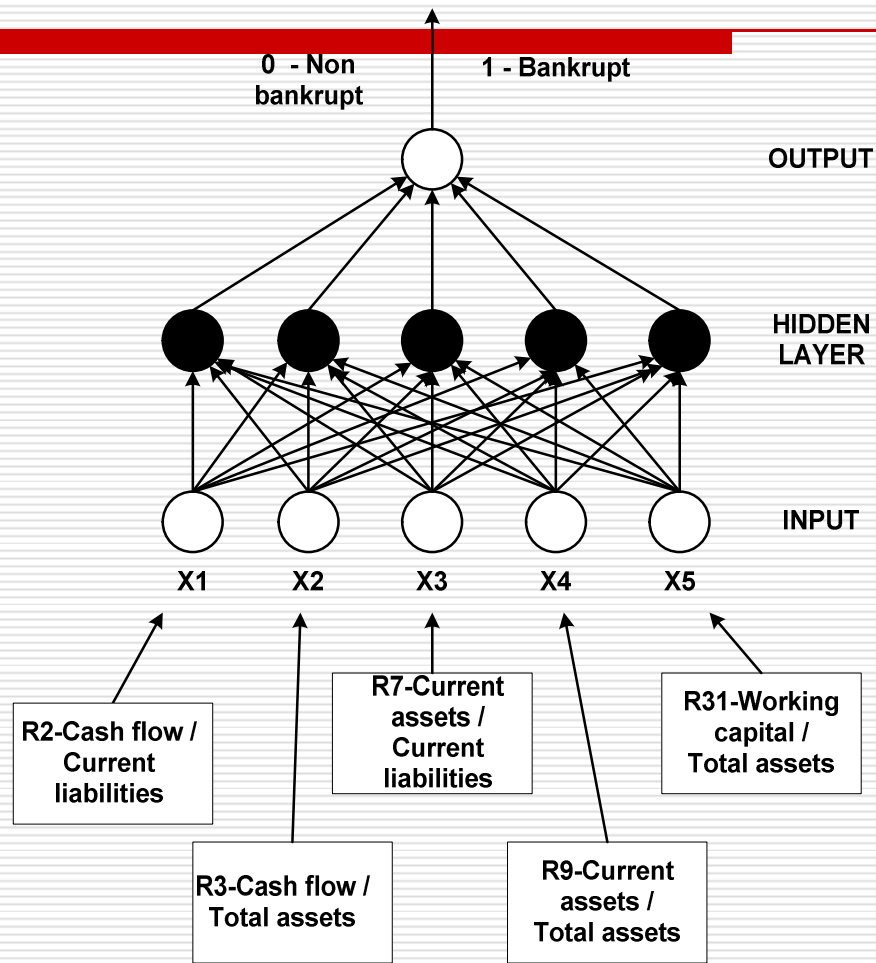 0 - Non
bankrupt
1 - Bankrupt
OUTPUT
HIDDEN
LAYER
INPUT
X1
X2
X3
X4
X5
R2-Cash flow /
Current
liabilities
R3-Cash flow /
Total assets
R7-Current
assets /
Current
liabilities
R9-Current
assets /
Total assets
R31-Working
capital /
Total assets